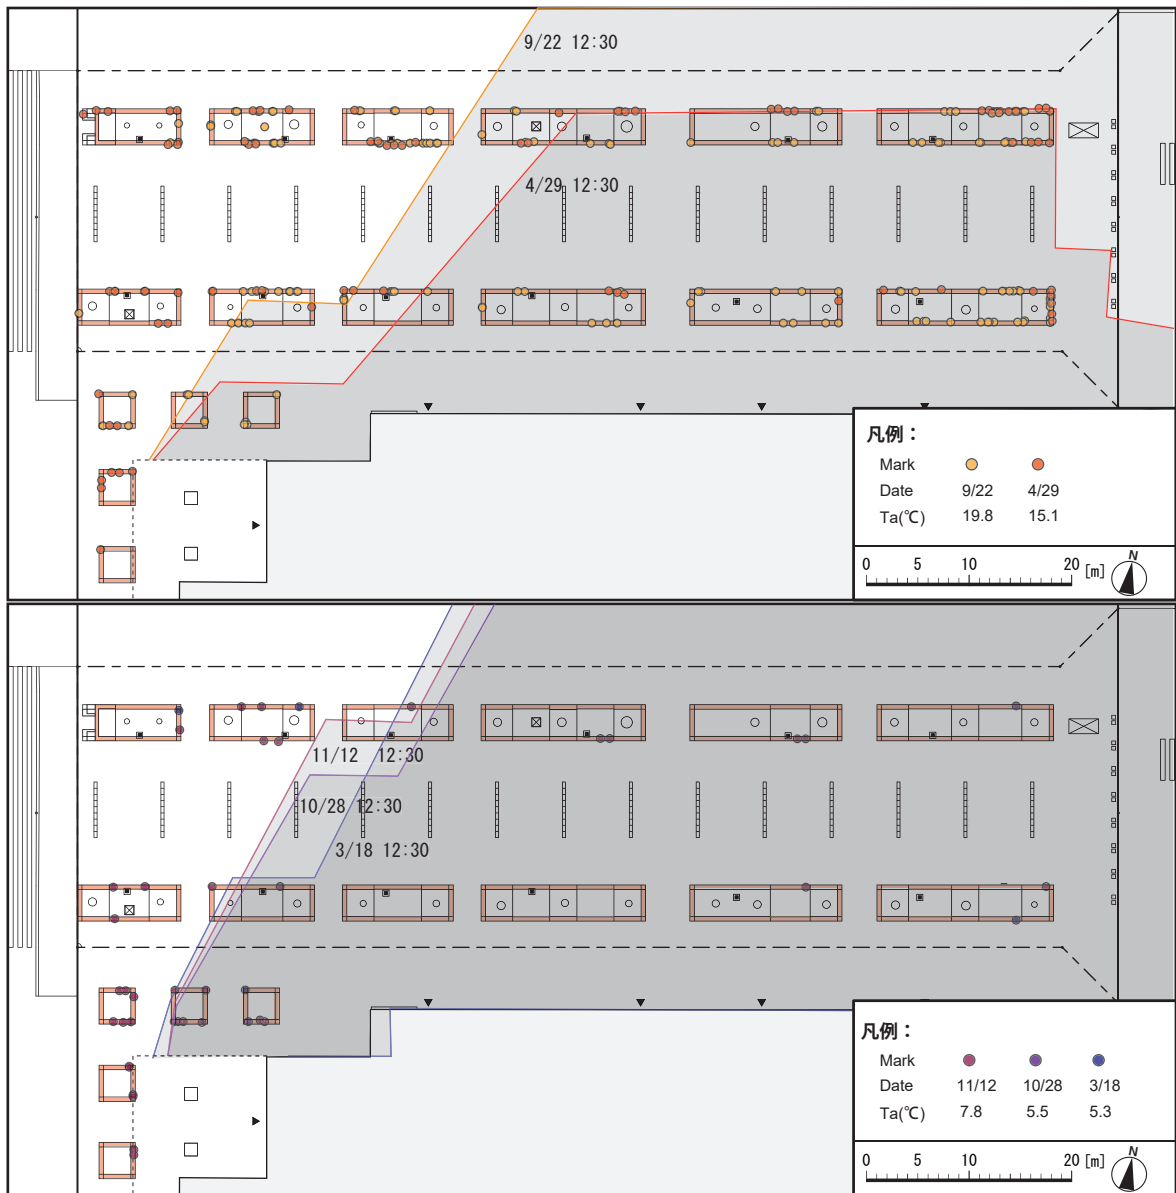 9/22 12:30
4/29 12:30
凡例：
Mark
Date 9/22 4/29
Ta(℃) 19.8 15.1
0 5 10 20 [m] N
11/12 12:30
10/28 12:30
3/18 12:30
凡例：
Mark
Date 11/12 10/28 3/18
Ta(℃) 7.8 5.5 5.3
0 5 10 20 [m] N